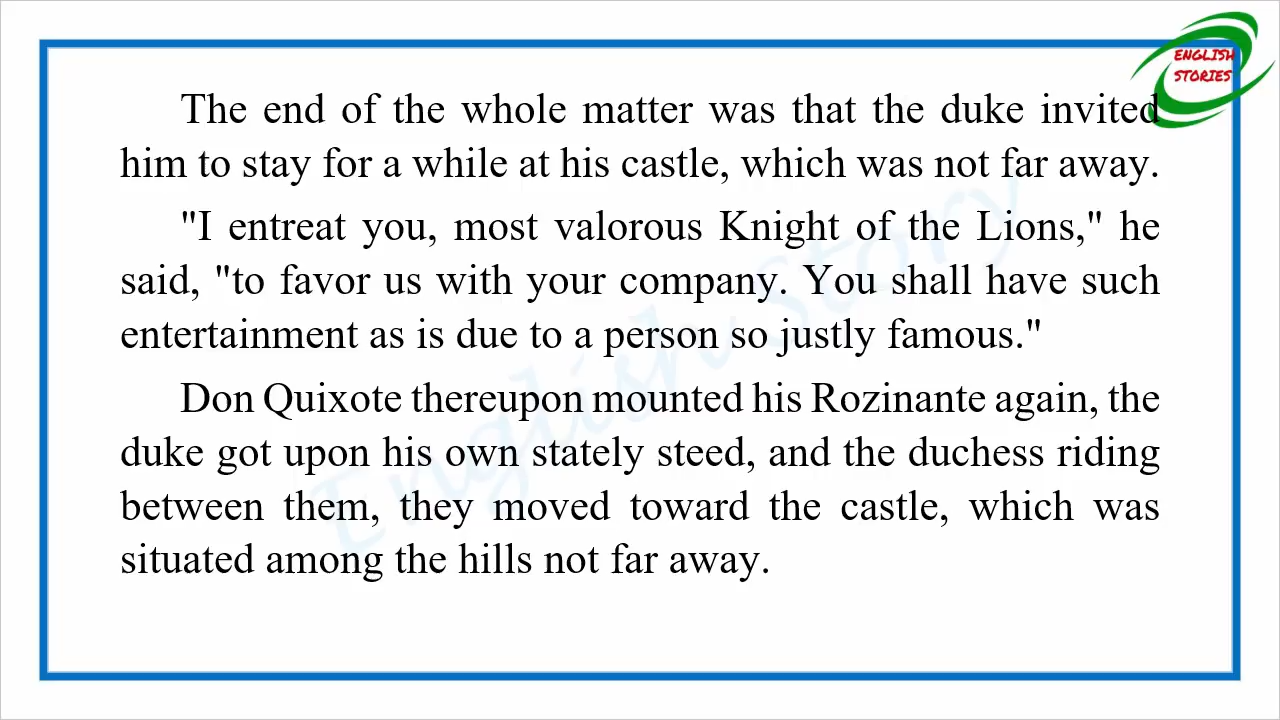 ENGLISH
STORIES
The end of the whole matter was that the duke invited
him to stay for a while at his castle, which was not far away.
"I entreat you, most valorous Knight of the Lions," he
said, "to favor us with your company. You shall have such
entertainment as is due to a person so justly famous."
Don Quixote thereupon mounted his Rozinante again, the
duke got upon his own stately steed, and the duchess riding
between them, they moved toward the castle, which was
situated among the hills not far away.
English Story